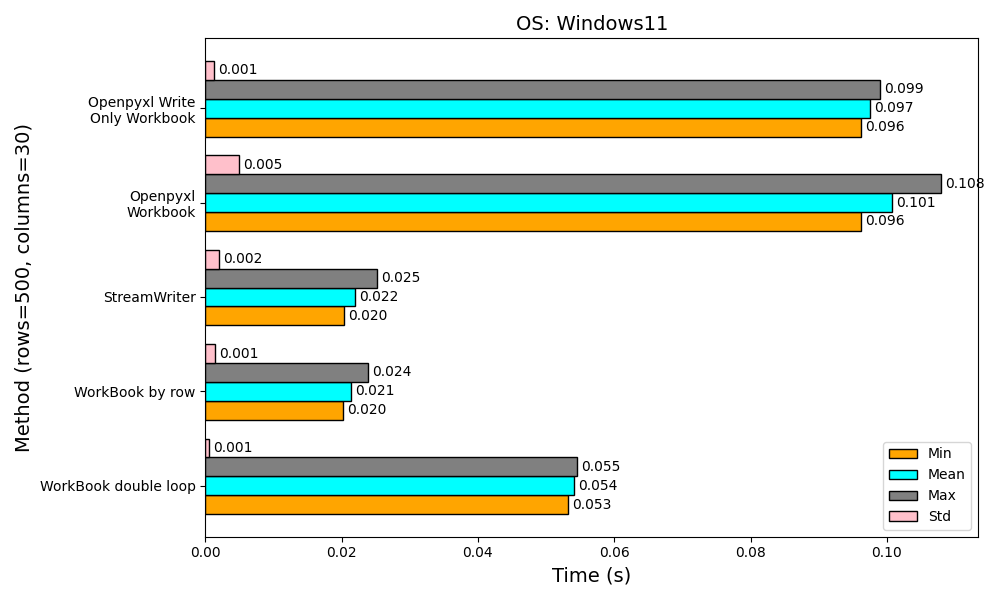 OS: Windows11
Method (rows=500, columns=30)
Openpyxl Write
Only Workbook
0.001
0.099
0.097
0.096
Openpyxl
Workbook
0.005
0.108
0.101
0.096
StreamWriter
0.002
0.025
0.022
0.020
WorkBook by row
0.001
0.024
0.021
0.020
WorkBook double loop
0.001
0.055
0.054
0.053
Min
Mean
Max
Std
0.00 0.02 0.04 0.06 0.08 0.10
Time (s)